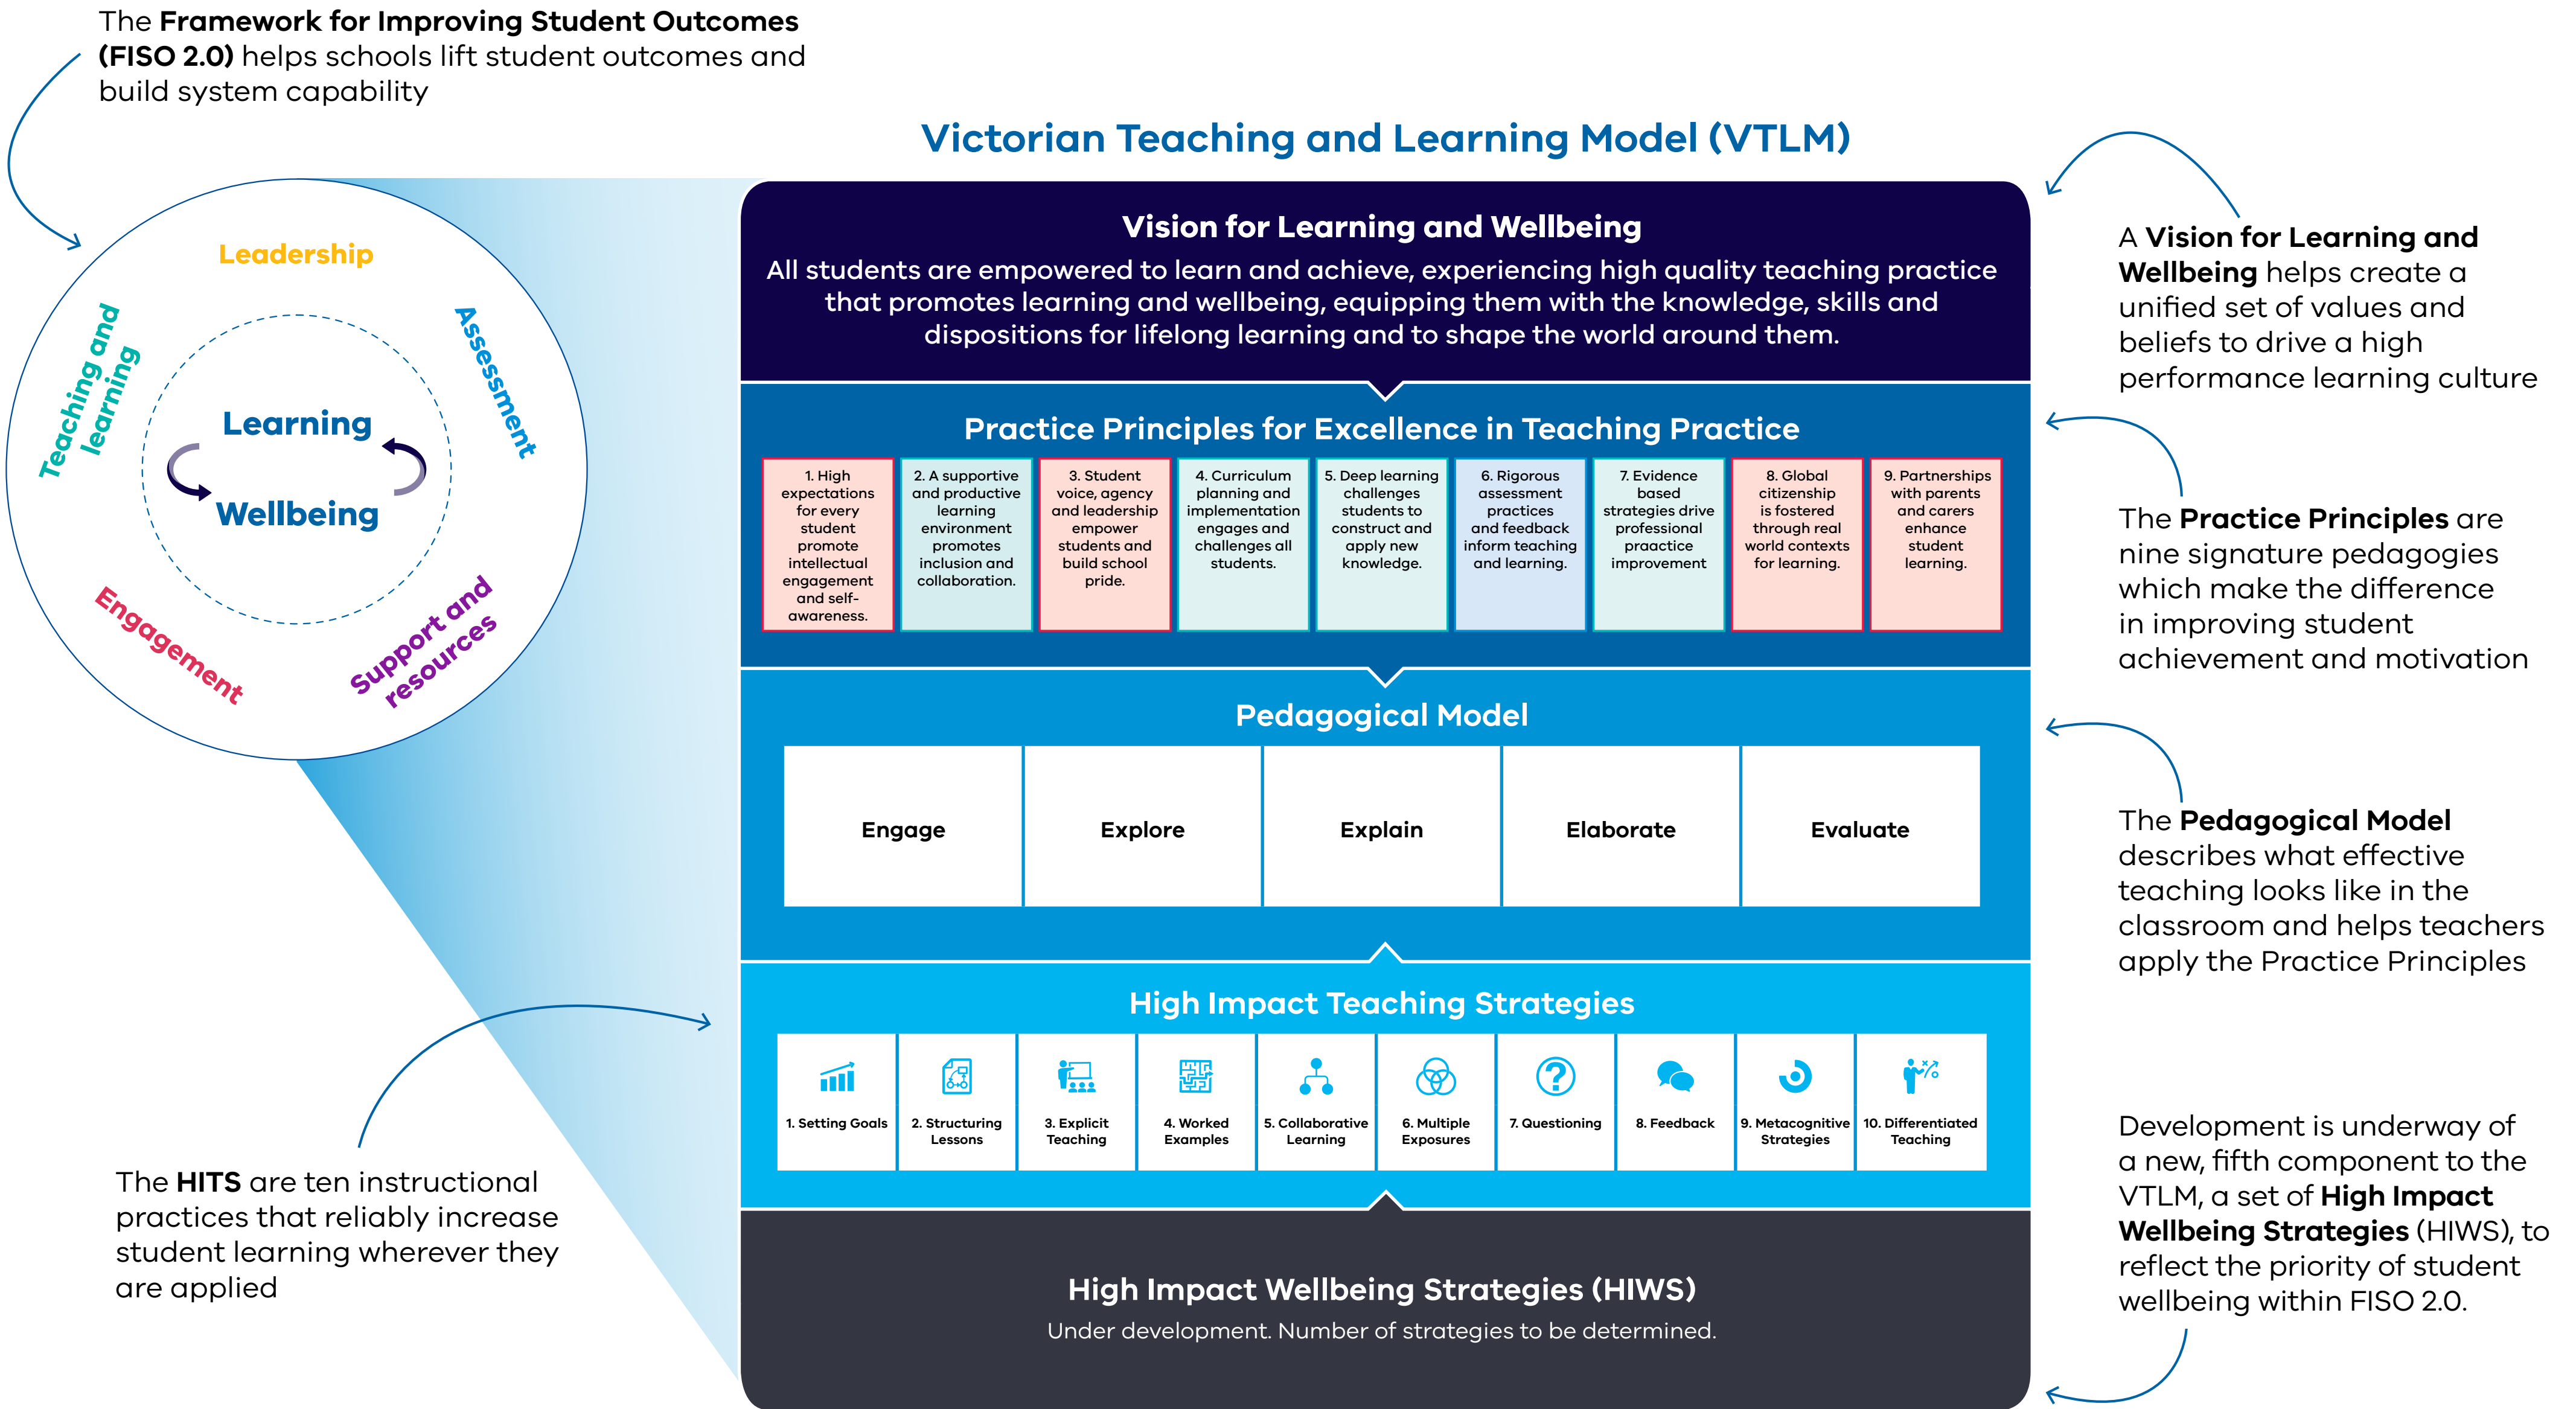 The Framework for Improving Student Outcomes
(FISO 2.0) helps schools lift student outcomes and
build system capability
Victorian Teaching and Learning Model (VTLM)
Leadership
Assessment
Teaching and
learning
Learning
Wellbeing
Engagement
Support and
resources
Vision for Learning and Wellbeing
All students are empowered to learn and achieve, experiencing high quality teaching practice
that promotes learning and wellbeing, equipping them with the knowledge, skills and
dispositions for lifelong learning and to shape the world around them.
A Vision for Learning and
Wellbeing helps create a
unified set of values and
beliefs to drive a high
performance learning culture
Practice Principles for Excellence in Teaching Practice
1. High
expectations
for every
student
promote
intellectual
engagement
and self-
awareness.
2. A supportive
and productive
learning
environment
promotes
inclusion and
collaboration.
3. Student
voice, agency
and leadership
empower
students and
build school
pride.
4. Curriculum
planning and
implementation
engages and
challenges all
students.
5. Deep learning
challenges
students to
construct and
apply new
knowledge.
6. Rigorous
assessment
practices
and feedback
inform teaching
and learning.
7. Evidence
based
strategies drive
professional
praactice
improvement
8. Global
citizenship
is fostered
through real
world contexts
for learning.
9. Partnerships
with parents
and carers
enhance
student
learning.
The Practice Principles are
nine signature pedagogies
which make the difference
in improving student
achievement and motivation
Pedagogical Model
Engage
Explore
Explain
Elaborate
Evaluate
The Pedagogical Model
describes what effective
teaching looks like in the
classroom and helps teachers
apply the Practice Principles
High Impact Teaching Strategies
1. Setting Goals
2. Structuring
Lessons
3. Explicit
Teaching
4. Worked
Examples
5. Collaborative
Learning
6. Multiple
Exposures
?
7. Questioning
8. Feedback
9. Metacognitive
Strategies
10. Differentiated
Teaching
The HITS are ten instructional
practices that reliably increase
student learning wherever they
are applied
High Impact Wellbeing Strategies (HIWS)
Under development. Number of strategies to be determined.
Development is underway of
a new, fifth component to the
VTLM, a set of High Impact
Wellbeing Strategies (HIWS), to
reflect the priority of student
wellbeing within FISO 2.0.